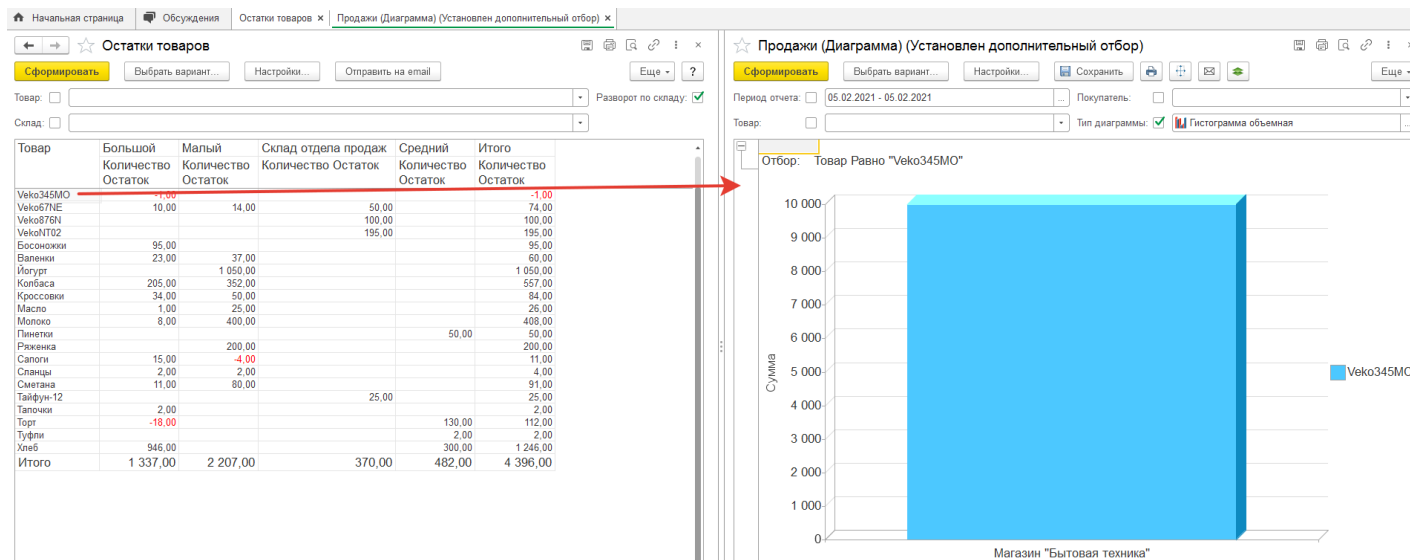 Начальная страница Обсуждения Остатки товаров × Продажи (Диаграмма) (Установлен дополнительный отбор) ×
Остатки товаров
Сформировать Выбрать вариант... Настройки... Отправить на email Еще ?
Товар: Разворот по складу:
Склад:
Товар Большой Малый Склад отдела продаж Средний Итого
Количество Количество Количество Остаток Количество Количество
Остаток Остаток Остаток Остаток
Veko345MO -1,00 -1,00
Veko67NE 10,00 14,00 50,00 74,00
Veko876N 100,00 100,00
VekoNT02 195,00 195,00
Босоножки 95,00 95,00
Валенки 23,00 37,00 60,00
Йогурт 1 050,00 1 050,00
Колбаса 205,00 352,00 557,00
Кроссовки 34,00 50,00 84,00
Масло 1,00 25,00 26,00
Молоко 8,00 400,00 408,00
Пинетки 50,00 50,00
Ряженка 200,00 200,00
Сапоги 15,00 -4,00 11,00
Сланцы 2,00 2,00 4,00
Сметана 11,00 80,00 91,00
Тайфун-12 25,00 25,00
Тапочки 2,00 2,00
Торт -18,00 130,00 112,00
Туфли 2,00 2,00
Хлеб 946,00 300,00 1 246,00
Итого 1 337,00 2 207,00 370,00 482,00 4 396,00
Продажи (Диаграмма) (Установлен дополнительный отбор)
Сформировать Выбрать вариант... Настройки... Сохранить Еще
Период отчета: 05.02.2021 - 05.02.2021 ... Покупатель:
Товар: Тип диаграммы: Гистограмма объемная ...
Отбор: Товар Равно "Veko345MO"
10 000
9 000
8 000
7 000
6 000
5 000
4 000
3 000
2 000
1 000
0
Сумма
Veko345MO
Магазин "Бытовая техника"